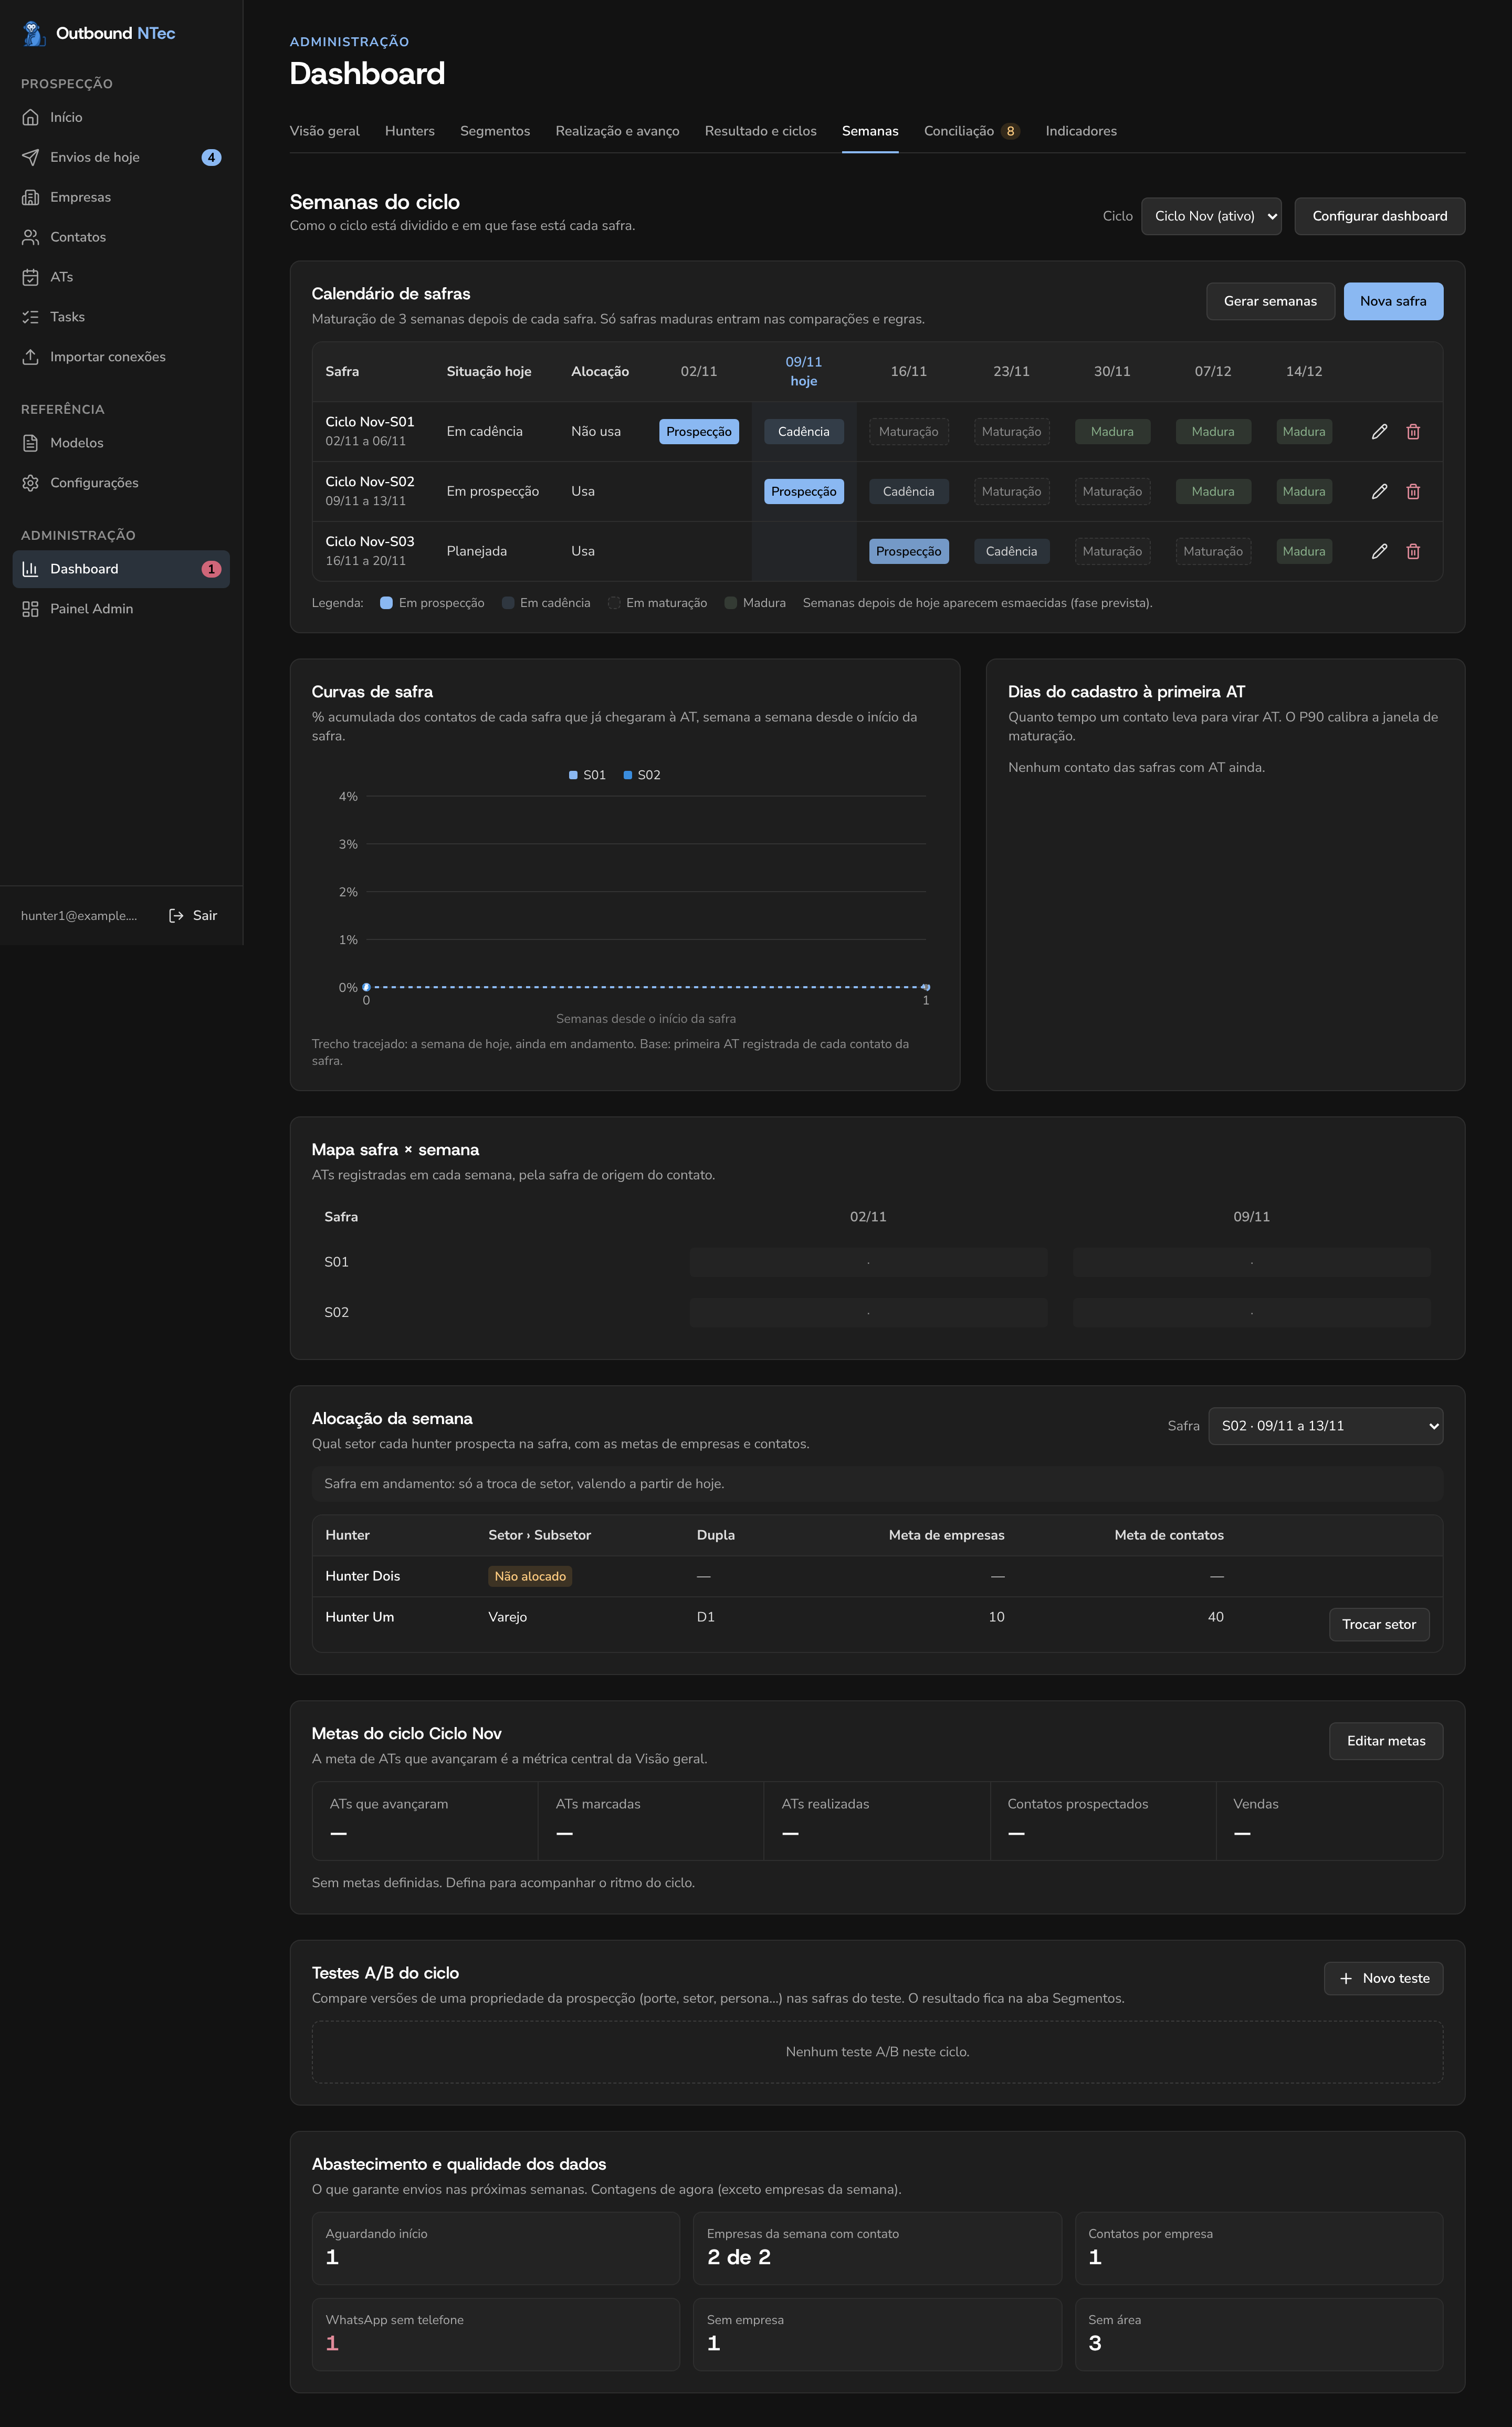 Outbound NTec
PROSPECÇÃO
Início
Envios de hoje 4
Empresas
Contatos
ATs
Tasks
Importar conexões
REFERÊNCIA
Modelos
Configurações
ADMINISTRAÇÃO
Dashboard 1
Painel Admin
hunter1@example.... Sair
ADMINISTRAÇÃO
Dashboard
Visão geral Hunters Segmentos Realização e avanço Resultado e ciclos Semanas Conciliação 8 Indicadores
Semanas do ciclo
Como o ciclo está dividido e em que fase está cada safra.
Ciclo Ciclo Nov (ativo) Configurar dashboard
Calendário de safras
Maturação de 3 semanas depois de cada safra. Só safras maduras entram nas comparações e regras.
Gerar semanas Nova safra
Safra Situação hoje Alocação 02/11 09/11 hoje 16/11 23/11 30/11 07/12 14/12
Ciclo Nov-S01
02/11 a 06/11
Em cadência Não usa Prospecção Cadência Maturação Maturação Madura Madura Madura
Ciclo Nov-S02
09/11 a 13/11
Em prospecção Usa Prospecção Cadência Maturação Maturação Madura Madura
Ciclo Nov-S03
16/11 a 20/11
Planejada Usa Prospecção Cadência Maturação Maturação Madura
Legenda: Em prospecção Em cadência Em maturação Madura Semanas depois de hoje aparecem esmaecidas (fase prevista).
Curvas de safra
% acumulada dos contatos de cada safra que já chegaram à AT, semana a semana desde o início da
safra.
S01 S02
4%
3%
2%
1%
0%
0 1
Semanas desde o início da safra
Trecho tracejado: a semana de hoje, ainda em andamento. Base: primeira AT registrada de cada contato da
safra.
Dias do cadastro à primeira AT
Quanto tempo um contato leva para virar AT. O P90 calibra a janela de
maturação.
Nenhum contato das safras com AT ainda.
Mapa safra × semana
ATs registradas em cada semana, pela safra de origem do contato.
Safra 02/11 09/11
S01 · ·
S02 · ·
Alocação da semana
Qual setor cada hunter prospecta na safra, com as metas de empresas e contatos.
Safra S02 · 09/11 a 13/11
Safra em andamento: só a troca de setor, valendo a partir de hoje.
Hunter Setor › Subsetor Dupla Meta de empresas Meta de contatos
Hunter Dois Não alocado — — —
Hunter Um Varejo D1 10 40 Trocar setor
Metas do ciclo Ciclo Nov
A meta de ATs que avançaram é a métrica central da Visão geral.
Editar metas
ATs que avançaram ATs marcadas ATs realizadas Contatos prospectados Vendas
— — — — —
Sem metas definidas. Defina para acompanhar o ritmo do ciclo.
Testes A/B do ciclo
Compare versões de uma propriedade da prospecção (porte, setor, persona...) nas safras do teste. O resultado fica na aba Segmentos.
+ Novo teste
Nenhum teste A/B neste ciclo.
Abastecimento e qualidade dos dados
O que garante envios nas próximas semanas. Contagens de agora (exceto empresas da semana).
Aguardando início
1
Empresas da semana com contato
2 de 2
Contatos por empresa
1
WhatsApp sem telefone
1
Sem empresa
1
Sem área
3